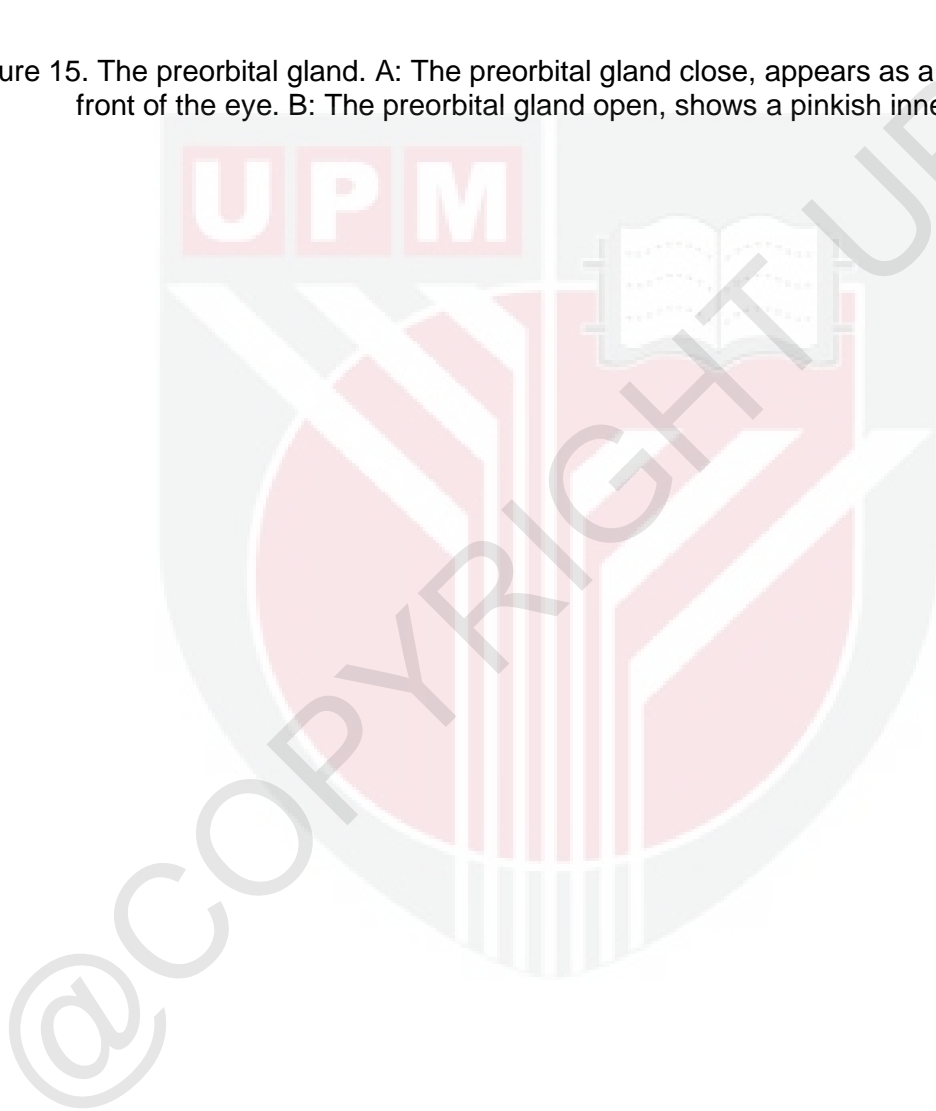 ure 15. The preorbital gland. A: The preorbital gland close, appears as a
front of the eye. B: The preorbital gland open, shows a pinkish inne
UPM
@COPYRIGHT UP